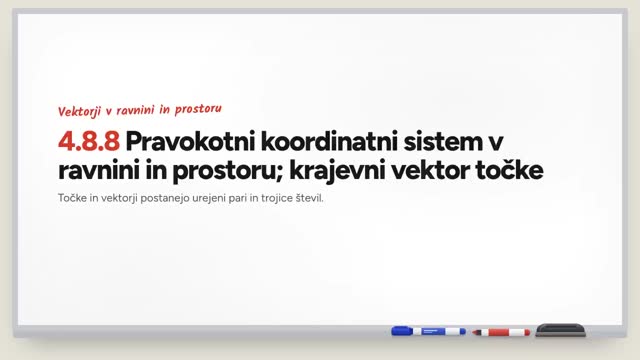 Vektorji v ravnini in prostoru
4.8.8 Pravokotni koordinatni sistem v
ravnini in prostoru; krajevni vektor točke
Točke in vektorji postanejo urejeni pari in trojice števil.